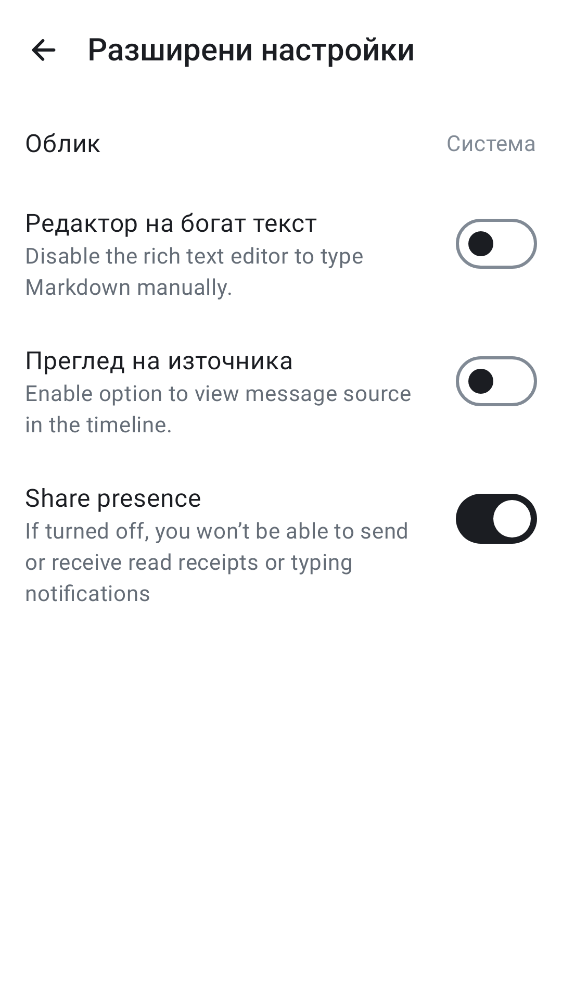 Разширени настройки
Облик
Система
Редактор на богат текст
Disable the rich text editor to type
Markdown manually.
Преглед на източника
Enable option to view message source
in the timeline.
Share presence
If turned off, you won’t be able to send
or receive read receipts or typing
notifications